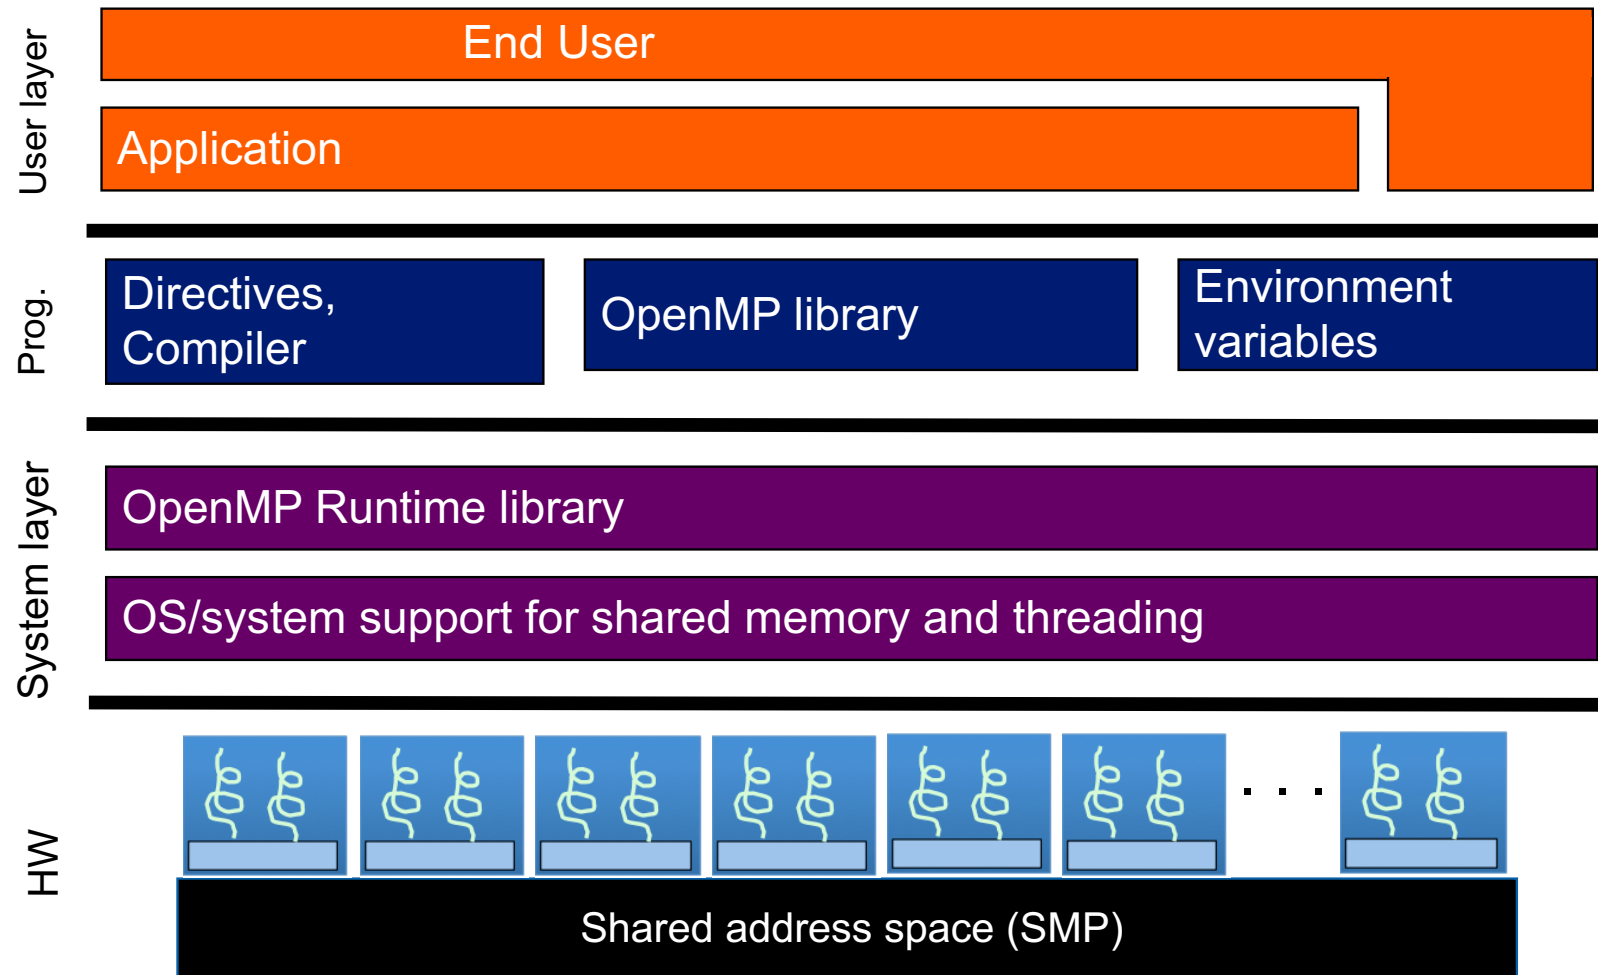 User layer
End User
Application
Prog.
Directives,
Compiler
OpenMP library
Environment
variables
System layer
OpenMP Runtime library
OS/system support for shared memory and threading
HW
. . .
Shared address space (SMP)